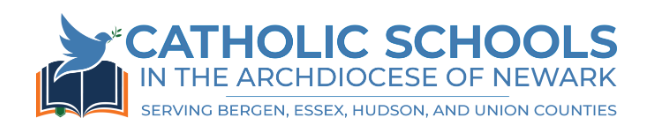 CATHOLIC SCHOOLS
IN THE ARCHDIOCESE OF NEWARK
SERVING BERGEN, ESSEX, HUDSON, AND UNION COUNTIES